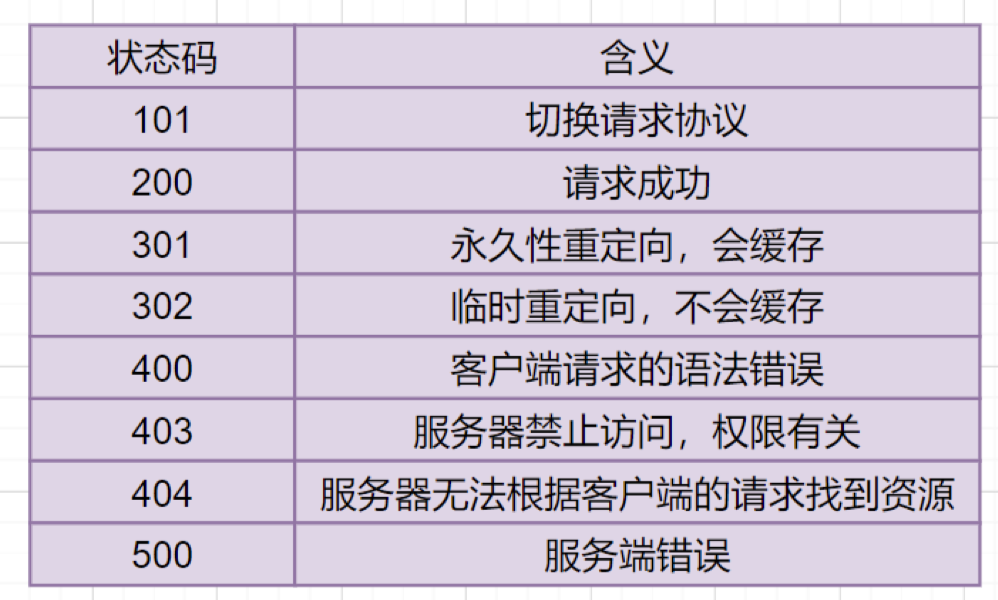 状态码 含义
101 切换请求协议
200 请求成功
301 永久性重定向，会缓存
302 临时重定向，不会缓存
400 客户端请求的语法错误
403 服务器禁止访问，权限有关
404 服务器无法根据客户端的请求找到资源
500 服务端错误